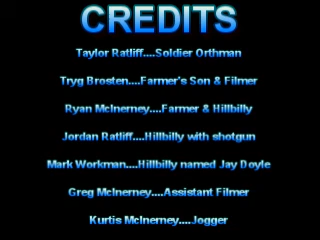 CREDITS
Taylor Ratliff....Soldier Orthman
Tryg Brosten....Farmer's Son & Filmer
Ryan McInerney....Farmer & Hillbilly
Jordan Ratliff....Hillbilly with shotgun
Mark Workman....Hillbilly named Jay Doyle
Greg McInerney....Assistant Filmer
Kurtis McInerney....Jogger